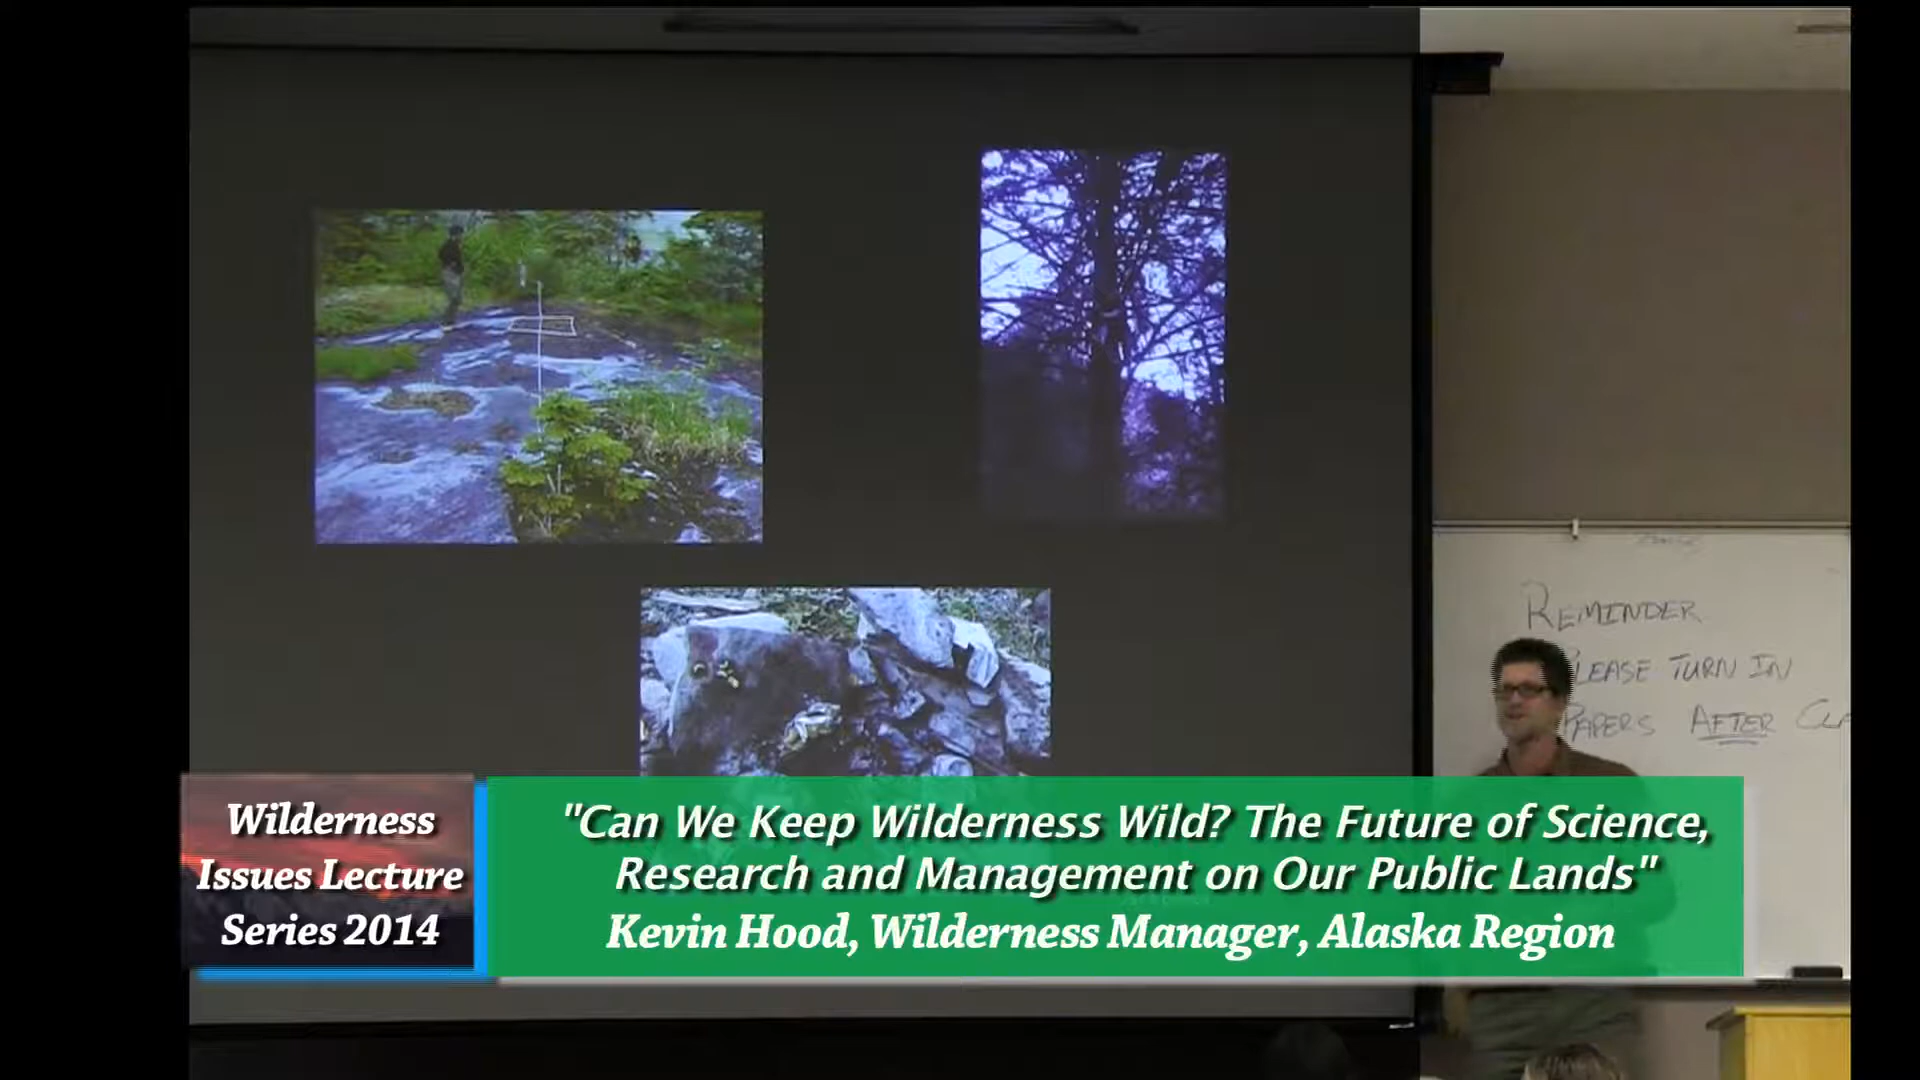 REMINDER
PLEASE TURN IN
PAPERS AFTER
Wilderness
Issues Lecture
Series 2014
"Can We Keep Wilderness Wild? The Future of Science,
Research and Management on Our Public Lands"
Kevin Hood, Wilderness Manager, Alaska Region